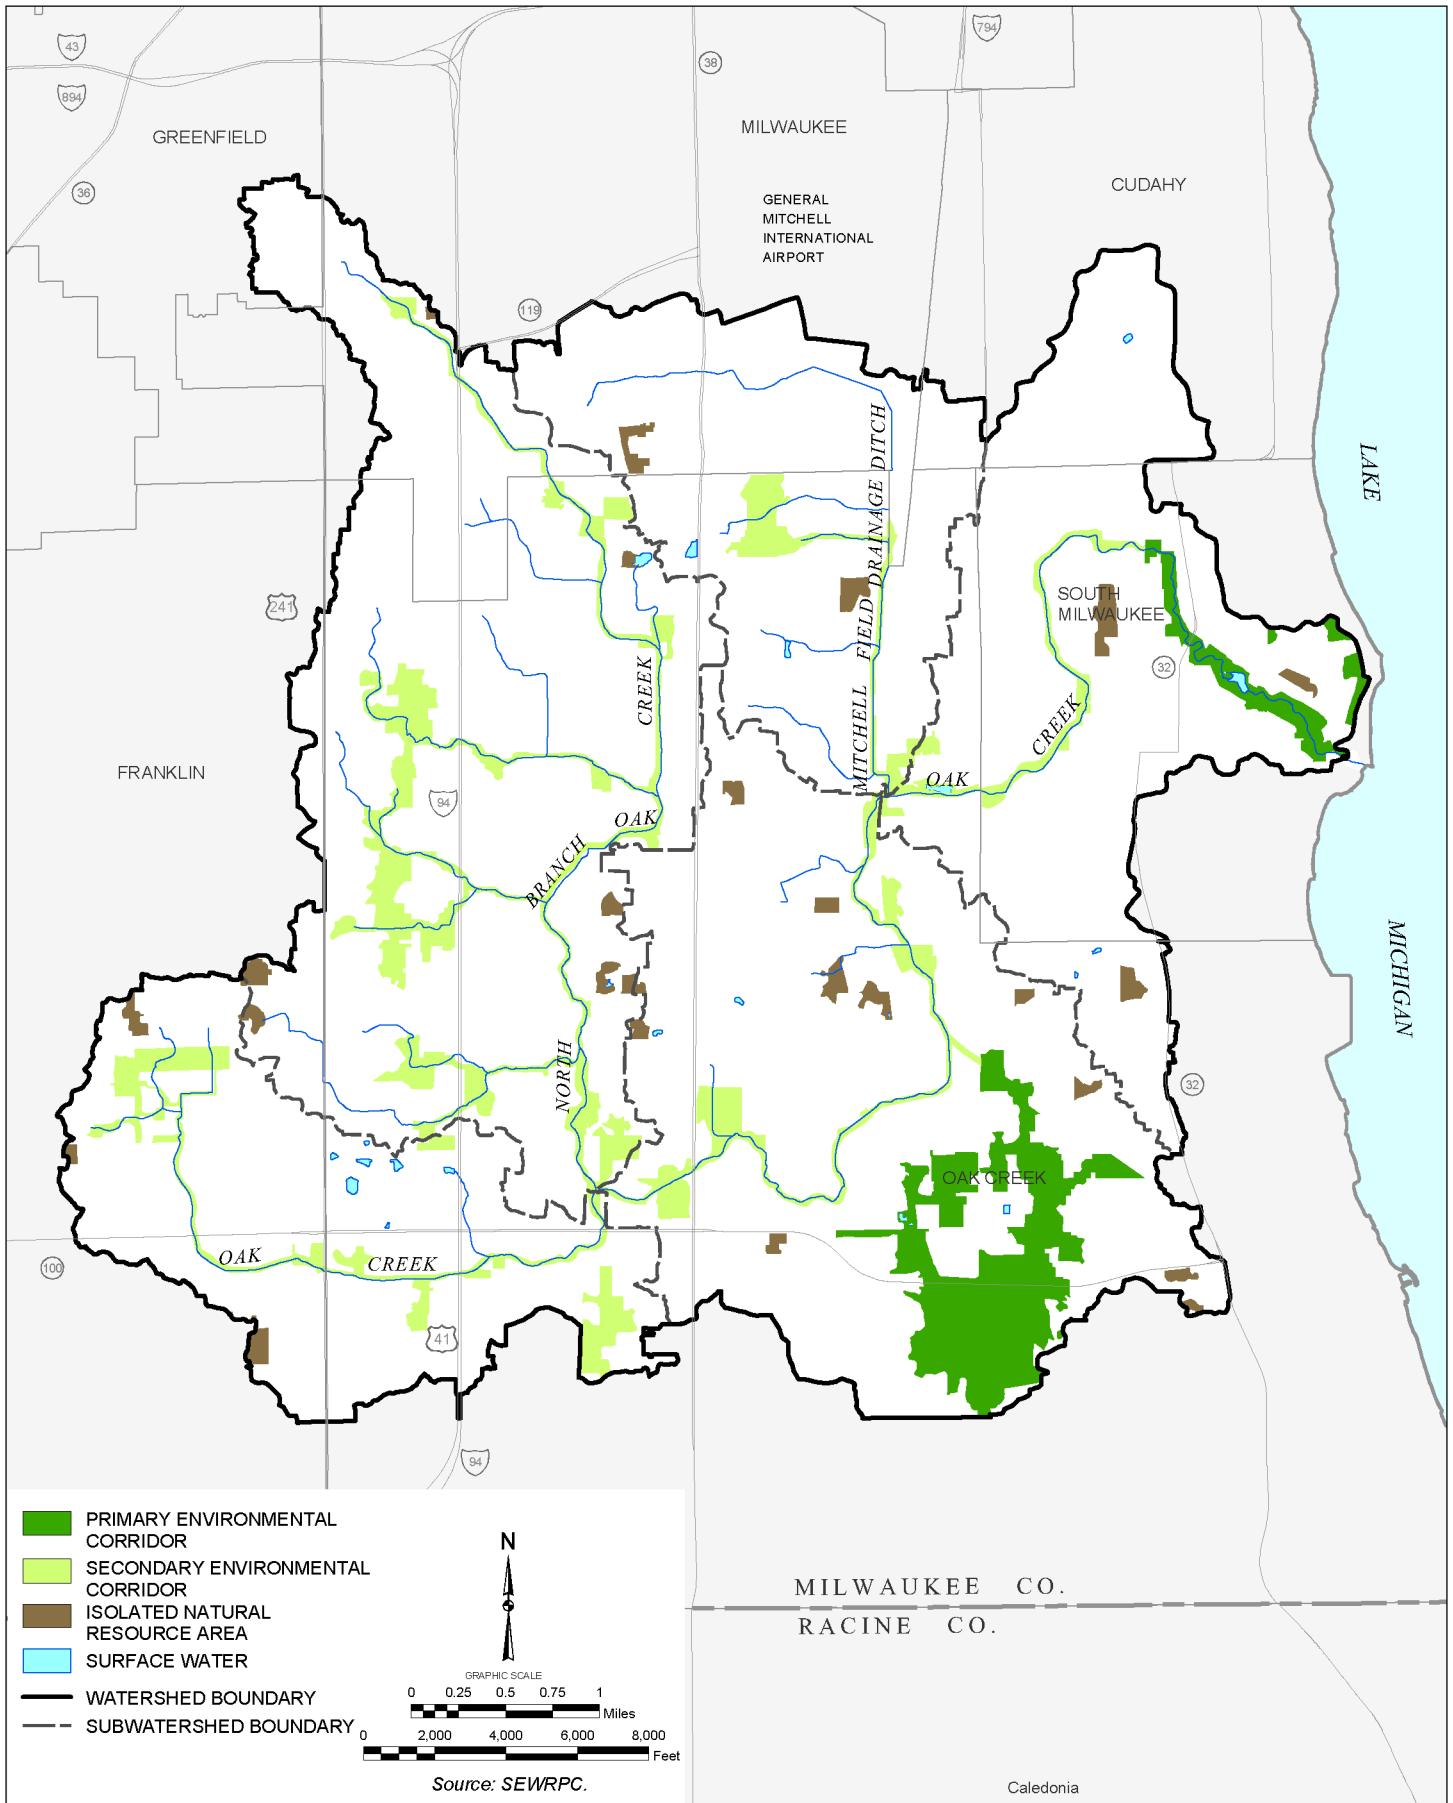 43
894
GREENFIELD
36
38
794
MILWAUKEE
CUDAHY
GENERAL
MITCHELL
INTERNATIONAL
AIRPORT
119
LAKE
MICHIGAN
MITCHELL FIELD DRAINAGE DITCH
241
SOUTH
MILWAUKEE
32
CREEK
CREEK
OAK
FRANKLIN
94
OAK
BRANCH
NORTH
32
OAK CREEK
OAK
CREEK
100
41
94
PRIMARY ENVIRONMENTAL
CORRIDOR
SECONDARY ENVIRONMENTAL
CORRIDOR
ISOLATED NATURAL
RESOURCE AREA
SURFACE WATER
WATERSHED BOUNDARY
SUBWATERSHED BOUNDARY
N
GRAPHIC SCALE
0 0.25 0.5 0.75 1
Miles
0 2,000 4,000 6,000 8,000
Feet
Source: SEWRPC.
MILWAUKEE CO.
RACINE CO.
Caledonia